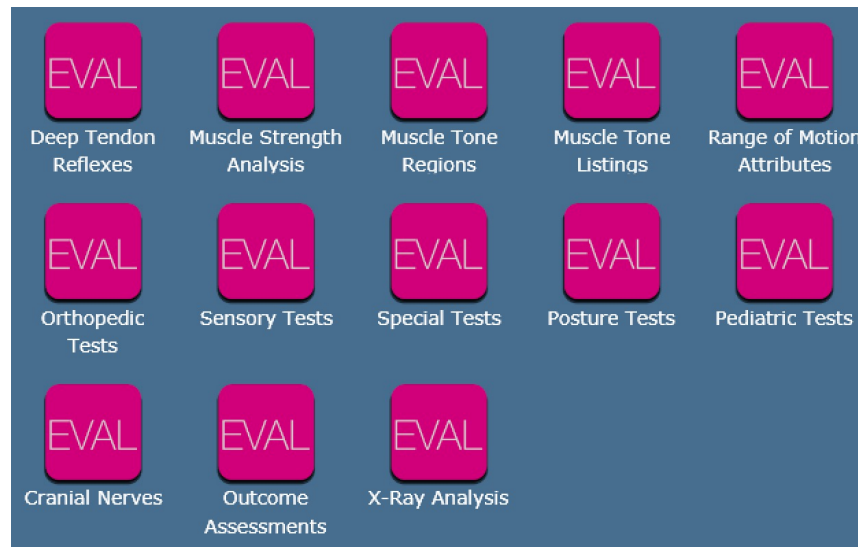 EVAL EVAL EVAL EVAL EVAL
Deep Tendon Muscle Strength Muscle Tone Muscle Tone Range of Motion
Reflexes Analysis Regions Listings Attributes
EVAL EVAL EVAL EVAL EVAL
Orthopedic Sensory Tests Special Tests Posture Tests Pediatric Tests
Tests
EVAL EVAL EVAL
Cranial Nerves Outcome X-Ray Analysis
Assessments